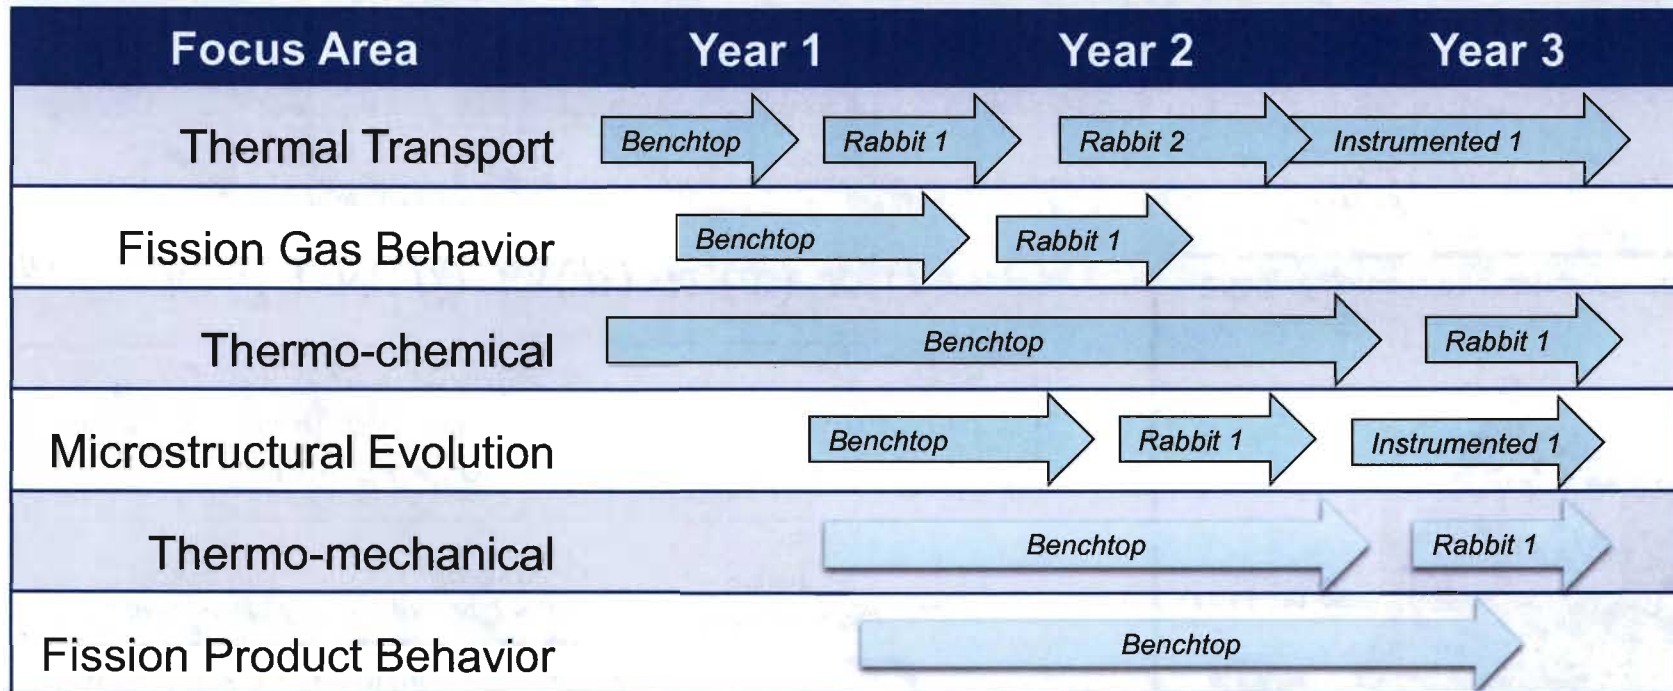 Focus Area Year 1 Year 2 Year 3
Thermal Transport Benchtop Rabbit 1 Rabbit 2 Instrumented 1
Fission Gas Behavior Benchtop Rabbit 1
Thermo-chemical Benchtop Rabbit 1
Microstructural Evolution Benchtop Rabbit 1 Instrumented 1
Thermo-mechanical Benchtop Rabbit 1
Fission Product Behavior Benchtop